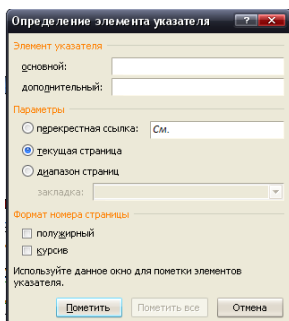 Определение элемента указателя
Элемент указателя
основной:
дополнительный:
Параметры
перекрестная ссылка: См.
текущая страница
диапазон страниц
закладка:
Формат номера страницы
полужирный
курсив
Используйте данное окно для пометки элементов
указателя.
Пометить Пометить все Отмена